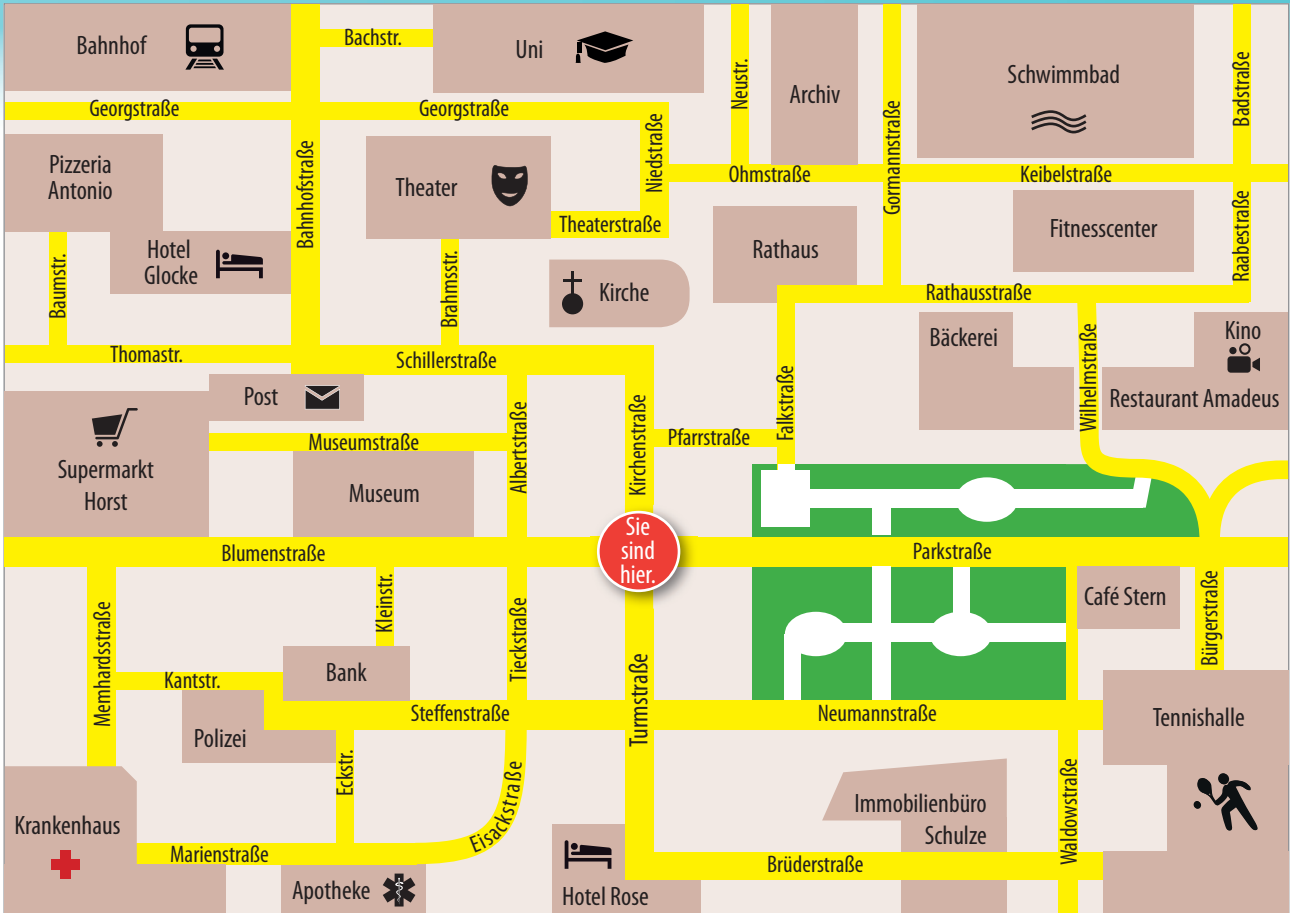 Bahnhof
Bachstr.
Uni
Neustr.
Archiv
Gormannstraße
Schwimmbad
Badstraße
Georgstraße
Georgstraße
Bahnhofstraße
Niedstraße
Pizzeria
Antonio
Theater
Ohmstraße
Keibelstraße
Theaterstraße
Raabestraße
Hotel
Glocke
Baumstr.
Brahmsstr.
Kirche
Rathaus
Fitnesscenter
Rathausstraße
Thomastr.
Schillerstraße
Bäckerei
Wilhelmstraße
Kino
Restaurant Amadeus
Post
Falkstraße
Museumstraße
Albertstraße
Kirchenstraße
Pfarrstraße
Supermarkt
Horst
Museum
Blumenstraße
Sie
sind
hier.
Parkstraße
Memhardsstraße
Kleinstr.
Tieckstraße
Café Stern
Bürgerstraße
Kantstr.
Bank
Turmstraße
Polizei
Steffenstraße
Neumannstraße
Tennishalle
Eckstr.
Eisackstraße
Waldowstraße
Krankenhaus
Immobilienbüro
Schulze
Marienstraße
Brüderstraße
Apotheke
Hotel Rose